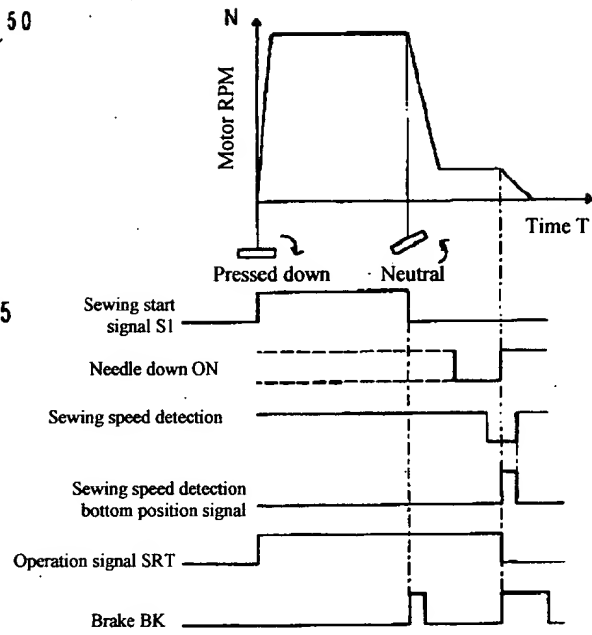 50
N
Motor RPM
Time T
Pressed down
Neutral
5
Sewing start
signal S1
Needle down ON
Sewing speed detection
Sewing speed detection
bottom position signal
Operation signal SRT
Brake BK